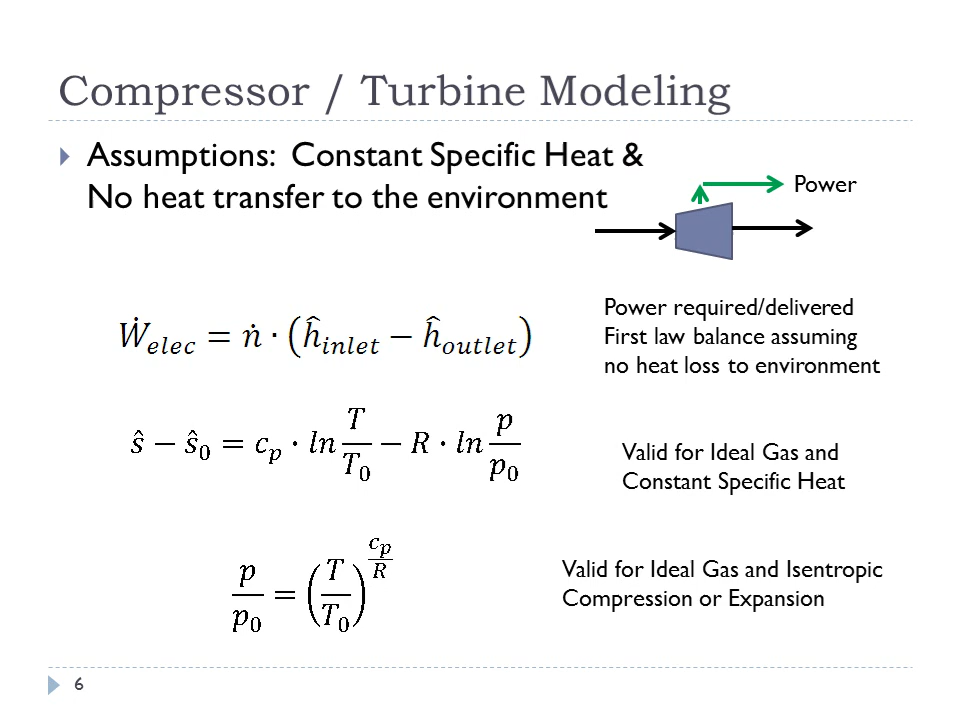 Compressor / Turbine Modeling
Assumptions: Constant Specific Heat &
No heat transfer to the environment
Power
Ẇ_elec = ṅ · (ĥ_inlet − ĥ_outlet)
Power required/delivered
First law balance assuming
no heat loss to environment
ŝ − ŝ_0 = c_p · ln T/T_0 − R · ln p/p_0
Valid for Ideal Gas and
Constant Specific Heat
p/p_0 = (T/T_0)^(c_p/R)
Valid for Ideal Gas and Isentropic
Compression or Expansion
6